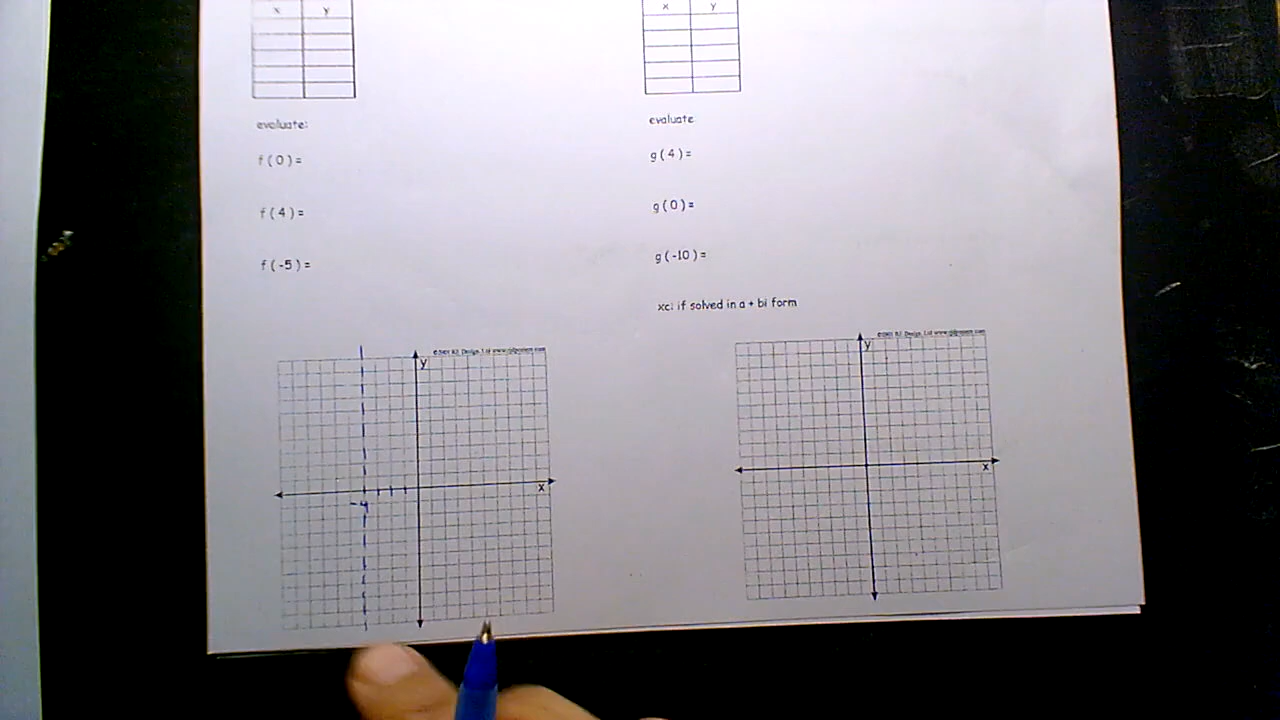 x y
x y
evaluate:
f ( 0 ) =
f ( 4 ) =
f ( -5 ) =
evaluate
g ( 4 ) =
g ( 0 ) =
g ( -10 ) =
xc: if solved in a + bi form
y
x
-4
y
x